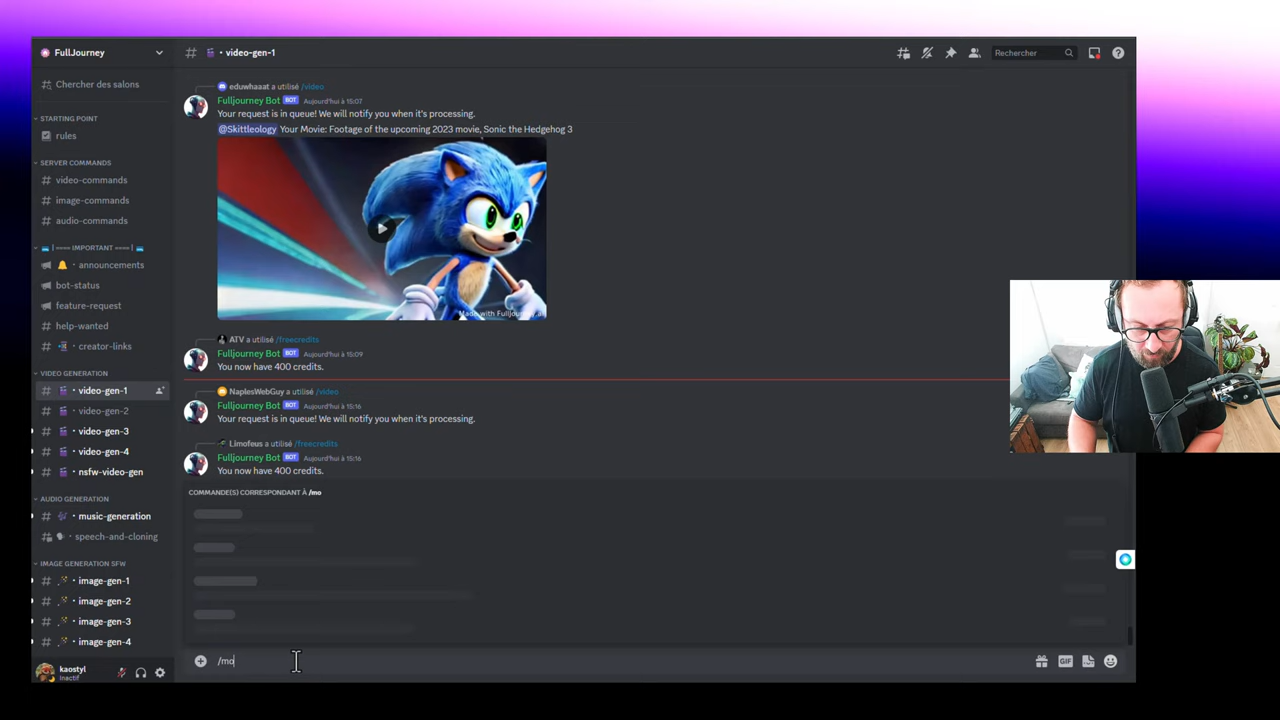 FullJourney
Chercher des salons
STARTING POINT
rules
SERVER COMMANDS
video-commands
image-commands
audio-commands
| ==== IMPORTANT ==== |
announcements
bot-status
feature-request
help-wanted
creator-links
VIDEO GENERATION
video-gen-1
video-gen-2
video-gen-3
video-gen-4
nsfw-video-gen
AUDIO GENERATION
music-generation
speech-and-cloning
IMAGE GENERATION SFW
image-gen-1
image-gen-2
image-gen-3
image-gen-4
kaostyl
Inactif
video-gen-1
Rechercher
eduwhaaat a utilisé /video
Fulljourney Bot BOT Aujourd'hui à 15:07
Your request is in queue! We will notify you when it's processing.
@Skittleology Your Movie: Footage of the upcoming 2023 movie, Sonic the Hedgehog 3
Made with Fulljourney.ai
ATV a utilisé /freecredits
Fulljourney Bot BOT Aujourd'hui à 15:09
You now have 400 credits.
NaplesWebGuy a utilisé /video
Fulljourney Bot BOT Aujourd'hui à 15:16
Your request is in queue! We will notify you when it's processing.
Limofeus a utilisé /freecredits
Fulljourney Bot BOT Aujourd'hui à 15:16
You now have 400 credits.
COMMANDE(S) CORRESPONDANT À /mo
/mo
GIF